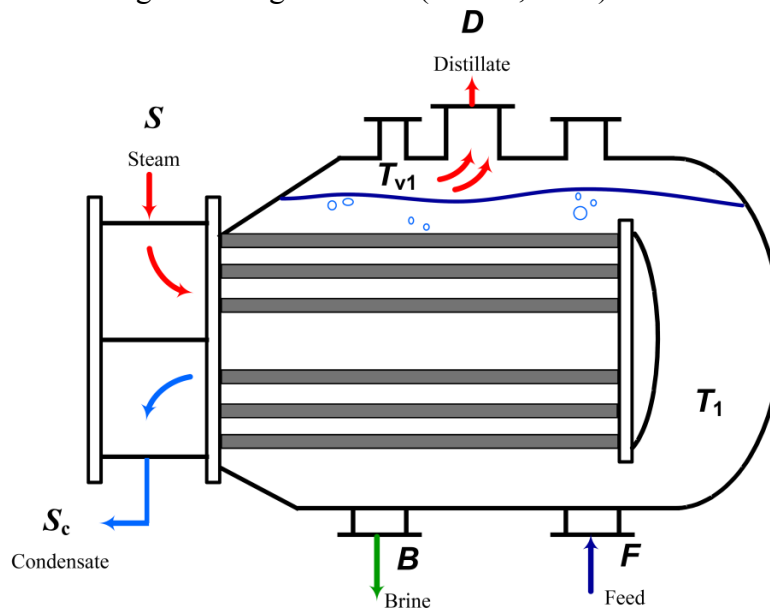 D
Distillate
S
Steam
Tv1
T1
Sc
Condensate
B
Brine
F
Feed